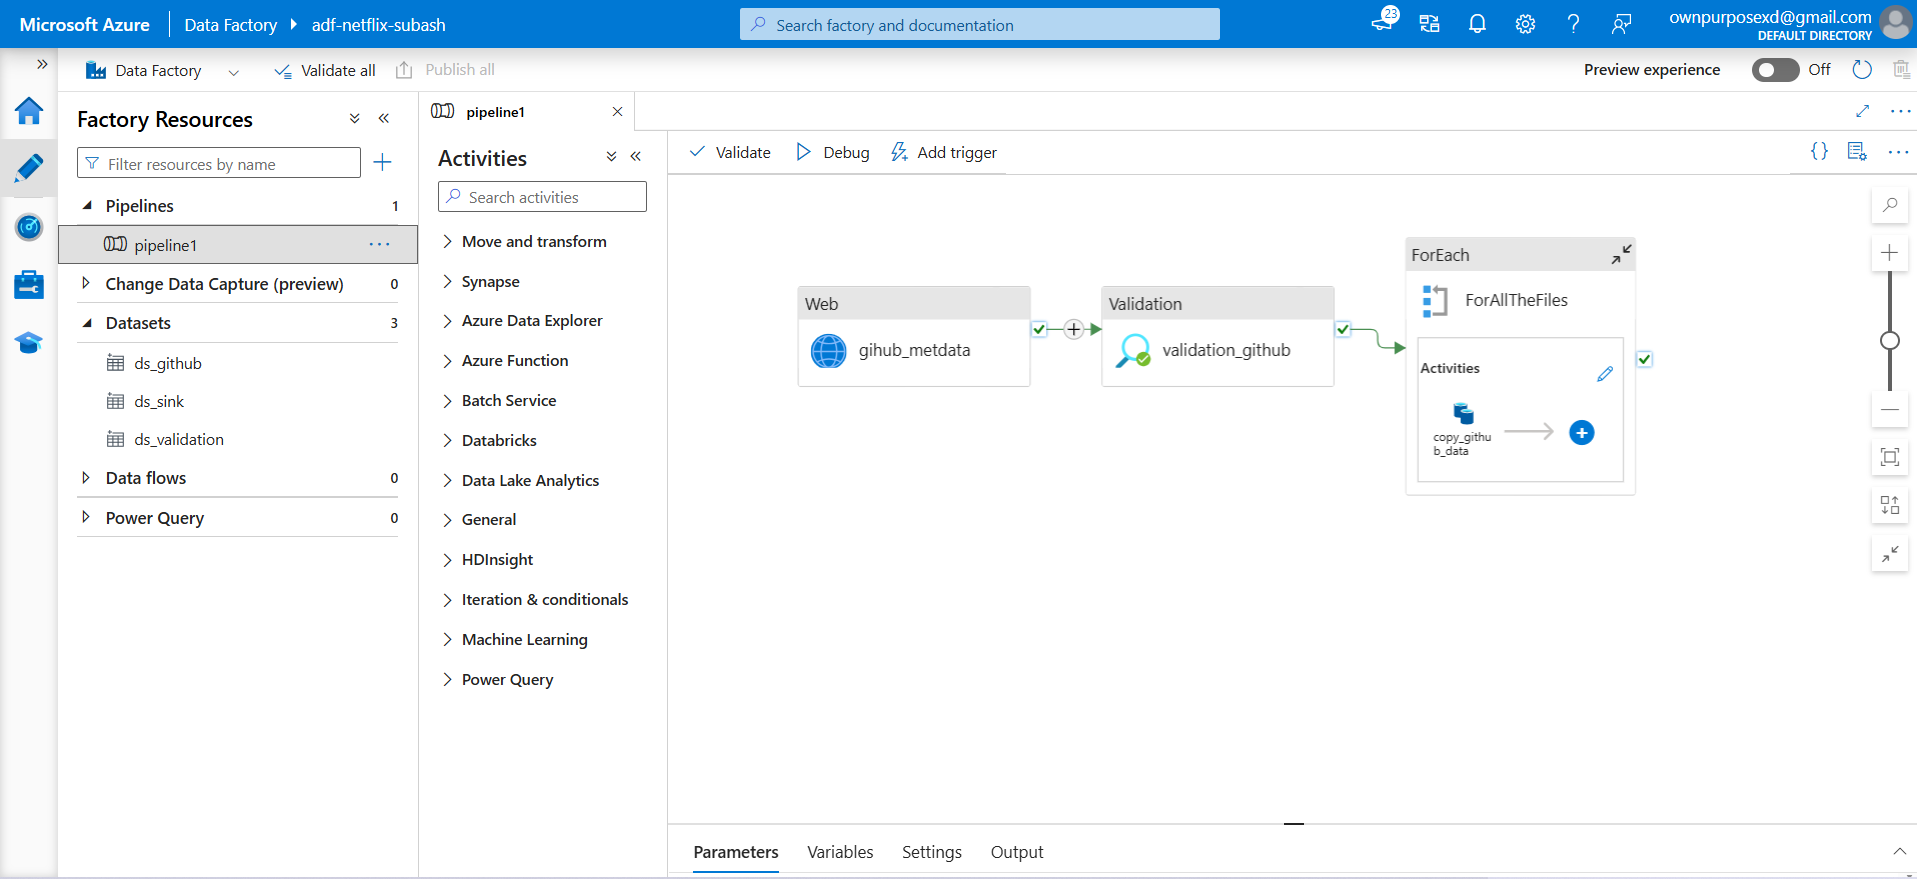 Microsoft Azure
Data Factory
adf-netflix-subash
Search factory and documentation
23
ownpurposexd@gmail.com
DEFAULT DIRECTORY
Data Factory
Validate all
Publish all
Preview experience
Off
Factory Resources
Filter resources by name
Pipelines 1
pipeline1
Change Data Capture (preview) 0
Datasets 3
ds_github
ds_sink
ds_validation
Data flows 0
Power Query 0
pipeline1
Activities
Search activities
Move and transform
Synapse
Azure Data Explorer
Azure Function
Batch Service
Databricks
Data Lake Analytics
General
HDInsight
Iteration & conditionals
Machine Learning
Power Query
Validate
Debug
Add trigger
Web
gihub_metdata
Validation
validation_github
ForEach
ForAllTheFiles
Activities
copy_githu
b_data
Parameters
Variables
Settings
Output